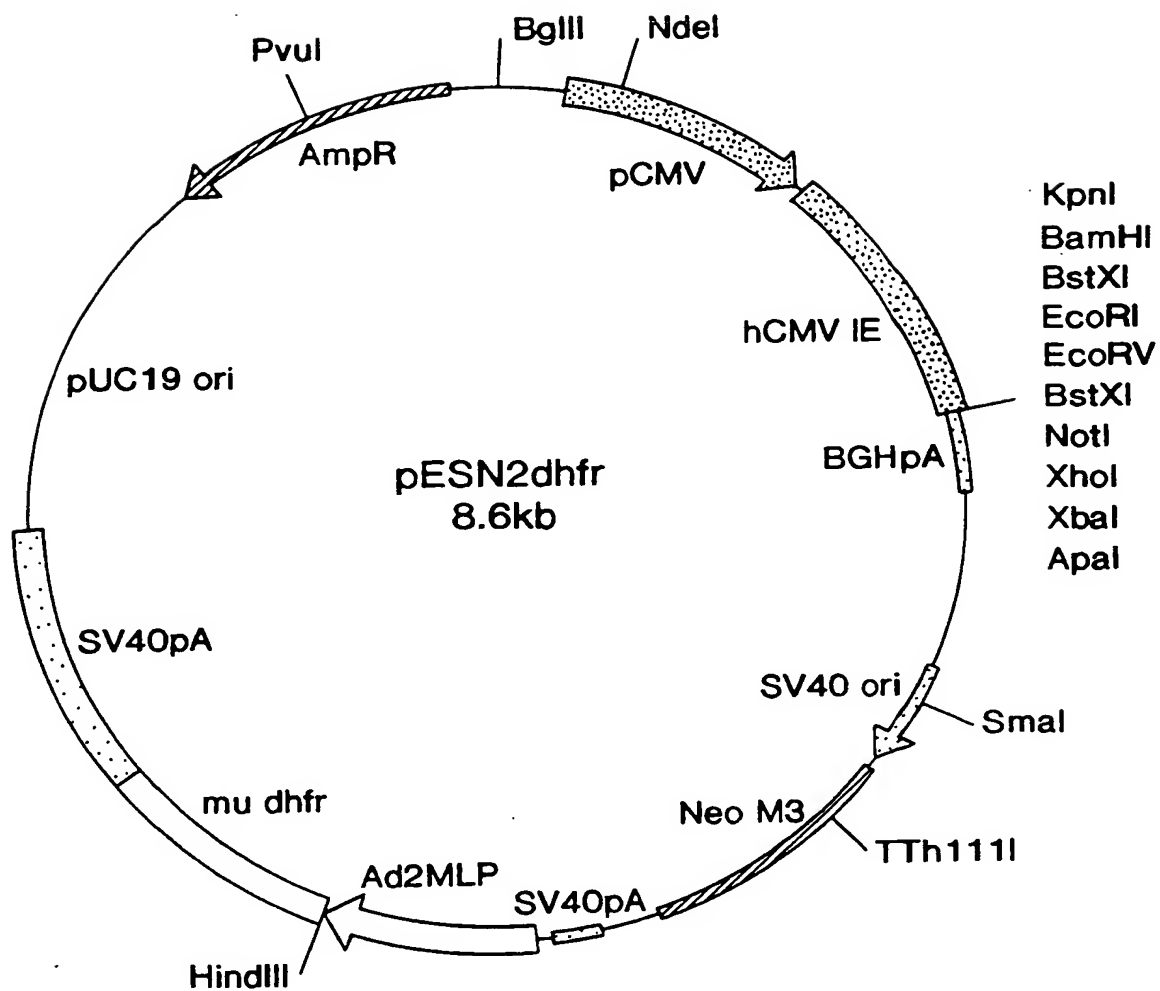 BglII
NdeI
PvuI
AmpR
pCMV
KpnI
BamHI
BstXI
EcoRI
EcoRV
BstXI
NotI
XhoI
XbaI
ApaI
hCMV IE
pUC19 ori
BGHpA
pESN2dhfr
8.6kb
SV40pA
SV40 ori
SmaI
mu dhfr
Neo M3
TTh111I
Ad2MLP
SV40pA
HindIII